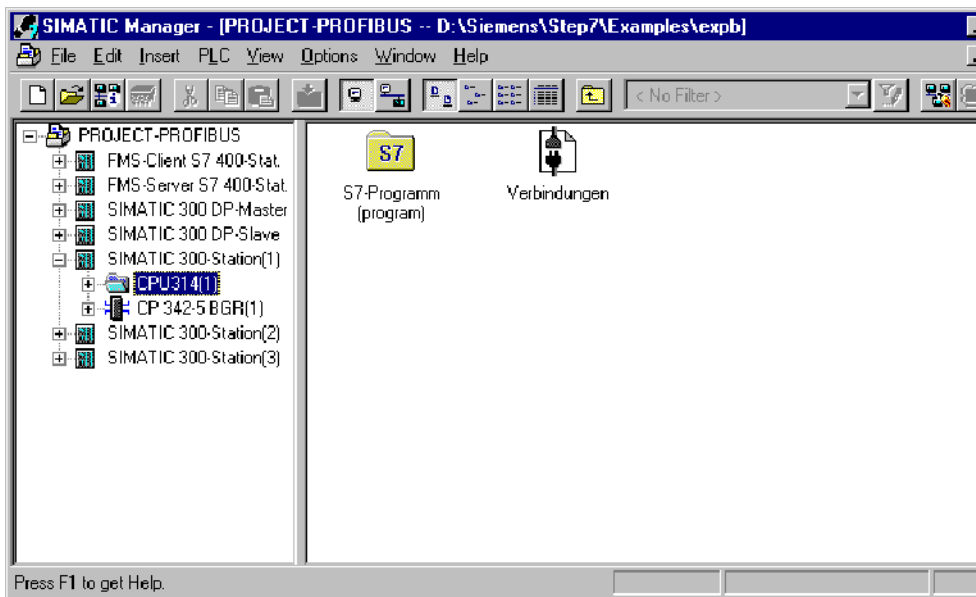 SIMATIC Manager - [PROJECT-PROFIBUS -- D:\Siemens\Step7\Examples\expb]
File Edit Insert PLC View Options Window Help
< No Filter >
PROJECT-PROFIBUS
FMS-Client S7 400-Stat.
FMS-Server S7 400-Stat.
SIMATIC 300 DP-Master
SIMATIC 300 DP-Slave
SIMATIC 300-Station(1)
CPU314(1)
CP 342-5 BGR(1)
SIMATIC 300-Station(2)
SIMATIC 300-Station(3)
S7
S7-Programm
(program)
Verbindungen
Press F1 to get Help.